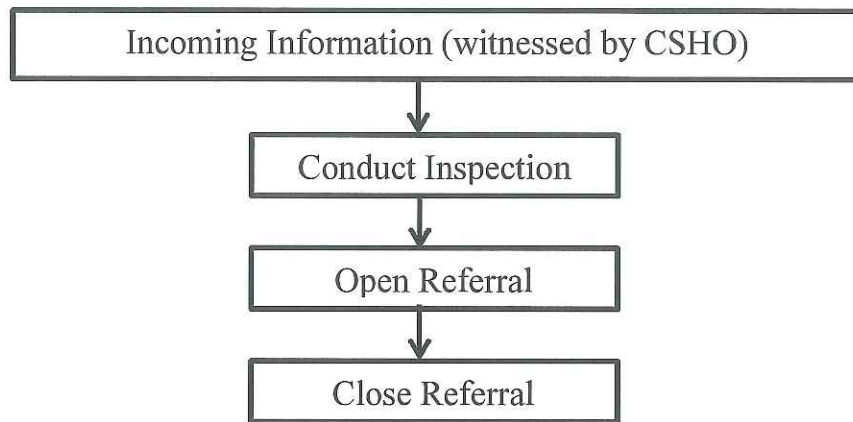 Incoming Information (witnessed by CSHO)
Conduct Inspection
Open Referral
Close Referral